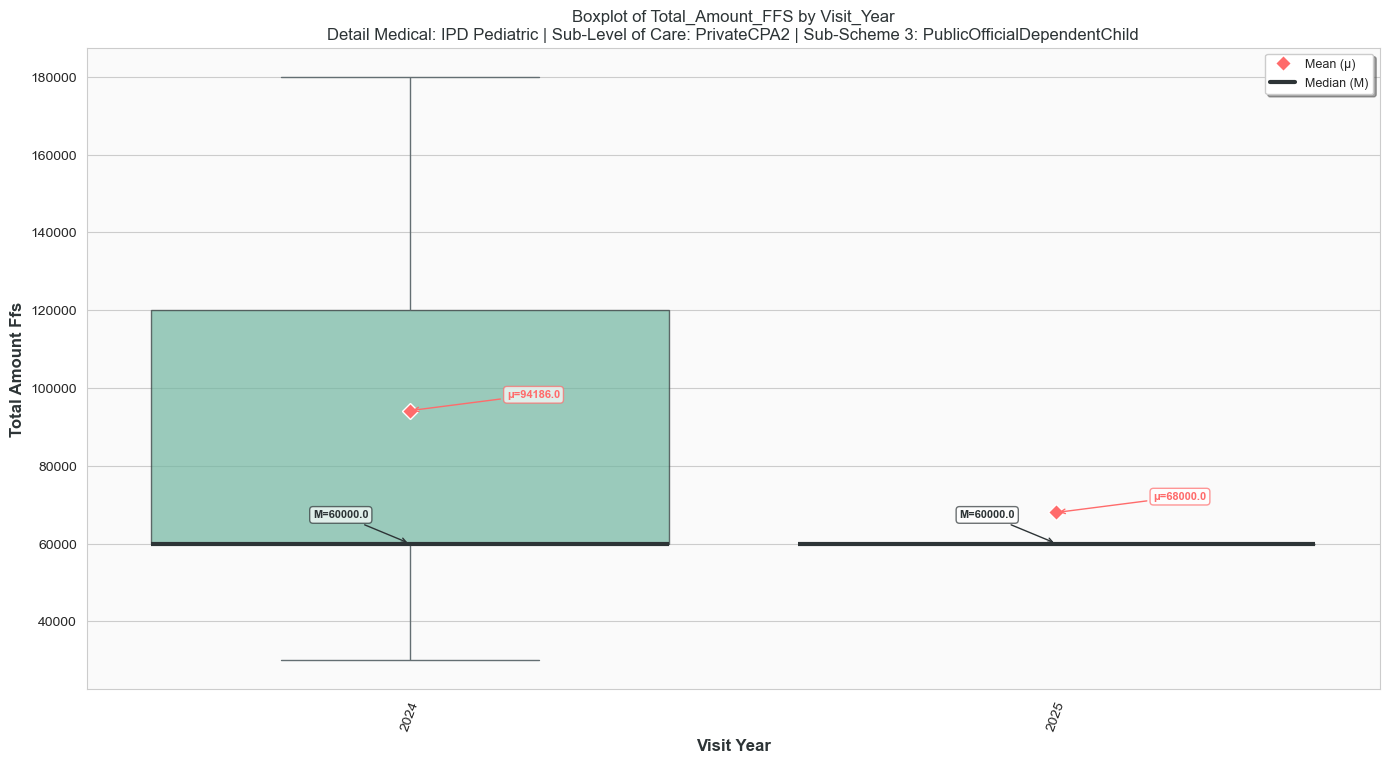 Boxplot of Total_Amount_FFS by Visit_Year
Detail Medical: IPD Pediatric | Sub-Level of Care: PrivateCPA2 | Sub-Scheme 3: PublicOfficialDependentChild
Mean (μ)
Median (M)
Total Amount Ffs
180000
160000
140000
120000
100000
80000
60000
40000
μ=94186.0
M=60000.0
μ=68000.0
M=60000.0
2024
2025
Visit Year